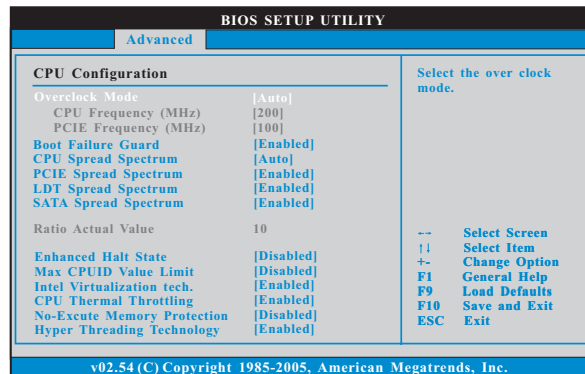 BIOS SETUP UTILITY
Advanced
CPU Configuration
Overclock Mode [Auto]
CPU Frequency (MHz) [200]
PCIE Frequency (MHz) [100]
Boot Failure Guard [Enabled]
CPU Spread Spectrum [Auto]
PCIE Spread Spectrum [Enabled]
LDT Spread Spectrum [Enabled]
SATA Spread Spectrum [Enabled]
Ratio Actual Value 10
Enhanced Halt State [Disabled]
Max CPUID Value Limit [Disabled]
Intel Virtualization tech. [Enabled]
CPU Thermal Throttling [Enabled]
No-Excute Memory Protection [Disabled]
Hyper Threading Technology [Enabled]
Select the over clock
mode.
←→ Select Screen
↑↓ Select Item
+- Change Option
F1 General Help
F9 Load Defaults
F10 Save and Exit
ESC Exit
v02.54 (C) Copyright 1985-2005, American Megatrends, Inc.